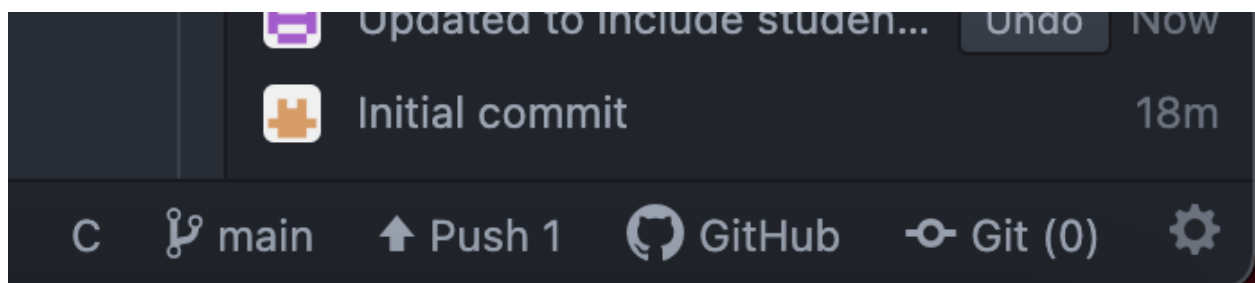 Updated to include studen... Undo Now
Initial commit 18m
C main Push 1 GitHub Git (0)